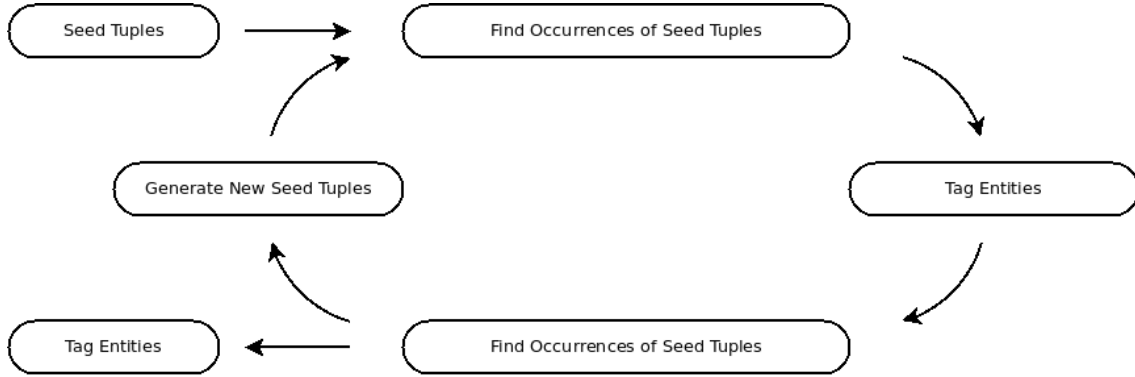 Seed Tuples
Find Occurrences of Seed Tuples
Generate New Seed Tuples
Tag Entities
Tag Entities
Find Occurrences of Seed Tuples